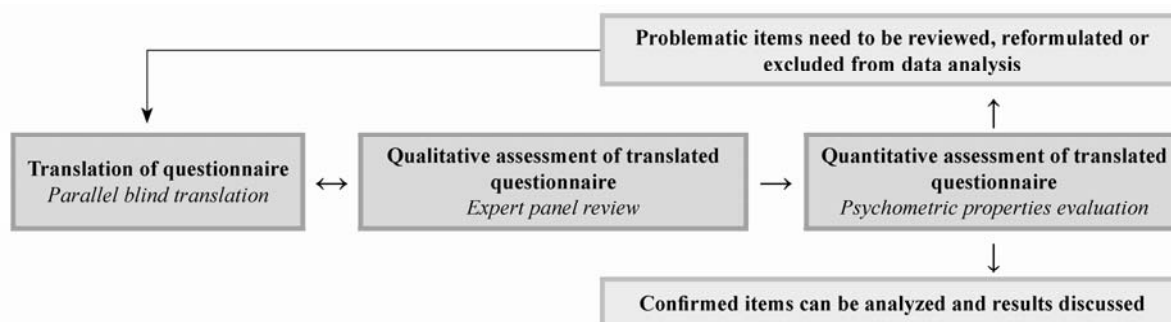 Problematic items need to be reviewed, reformulated or
excluded from data analysis
Translation of questionnaire
Parallel blind translation
Qualitative assessment of translated
questionnaire
Expert panel review
Quantitative assessment of translated
questionnaire
Psychometric properties evaluation
Confirmed items can be analyzed and results discussed